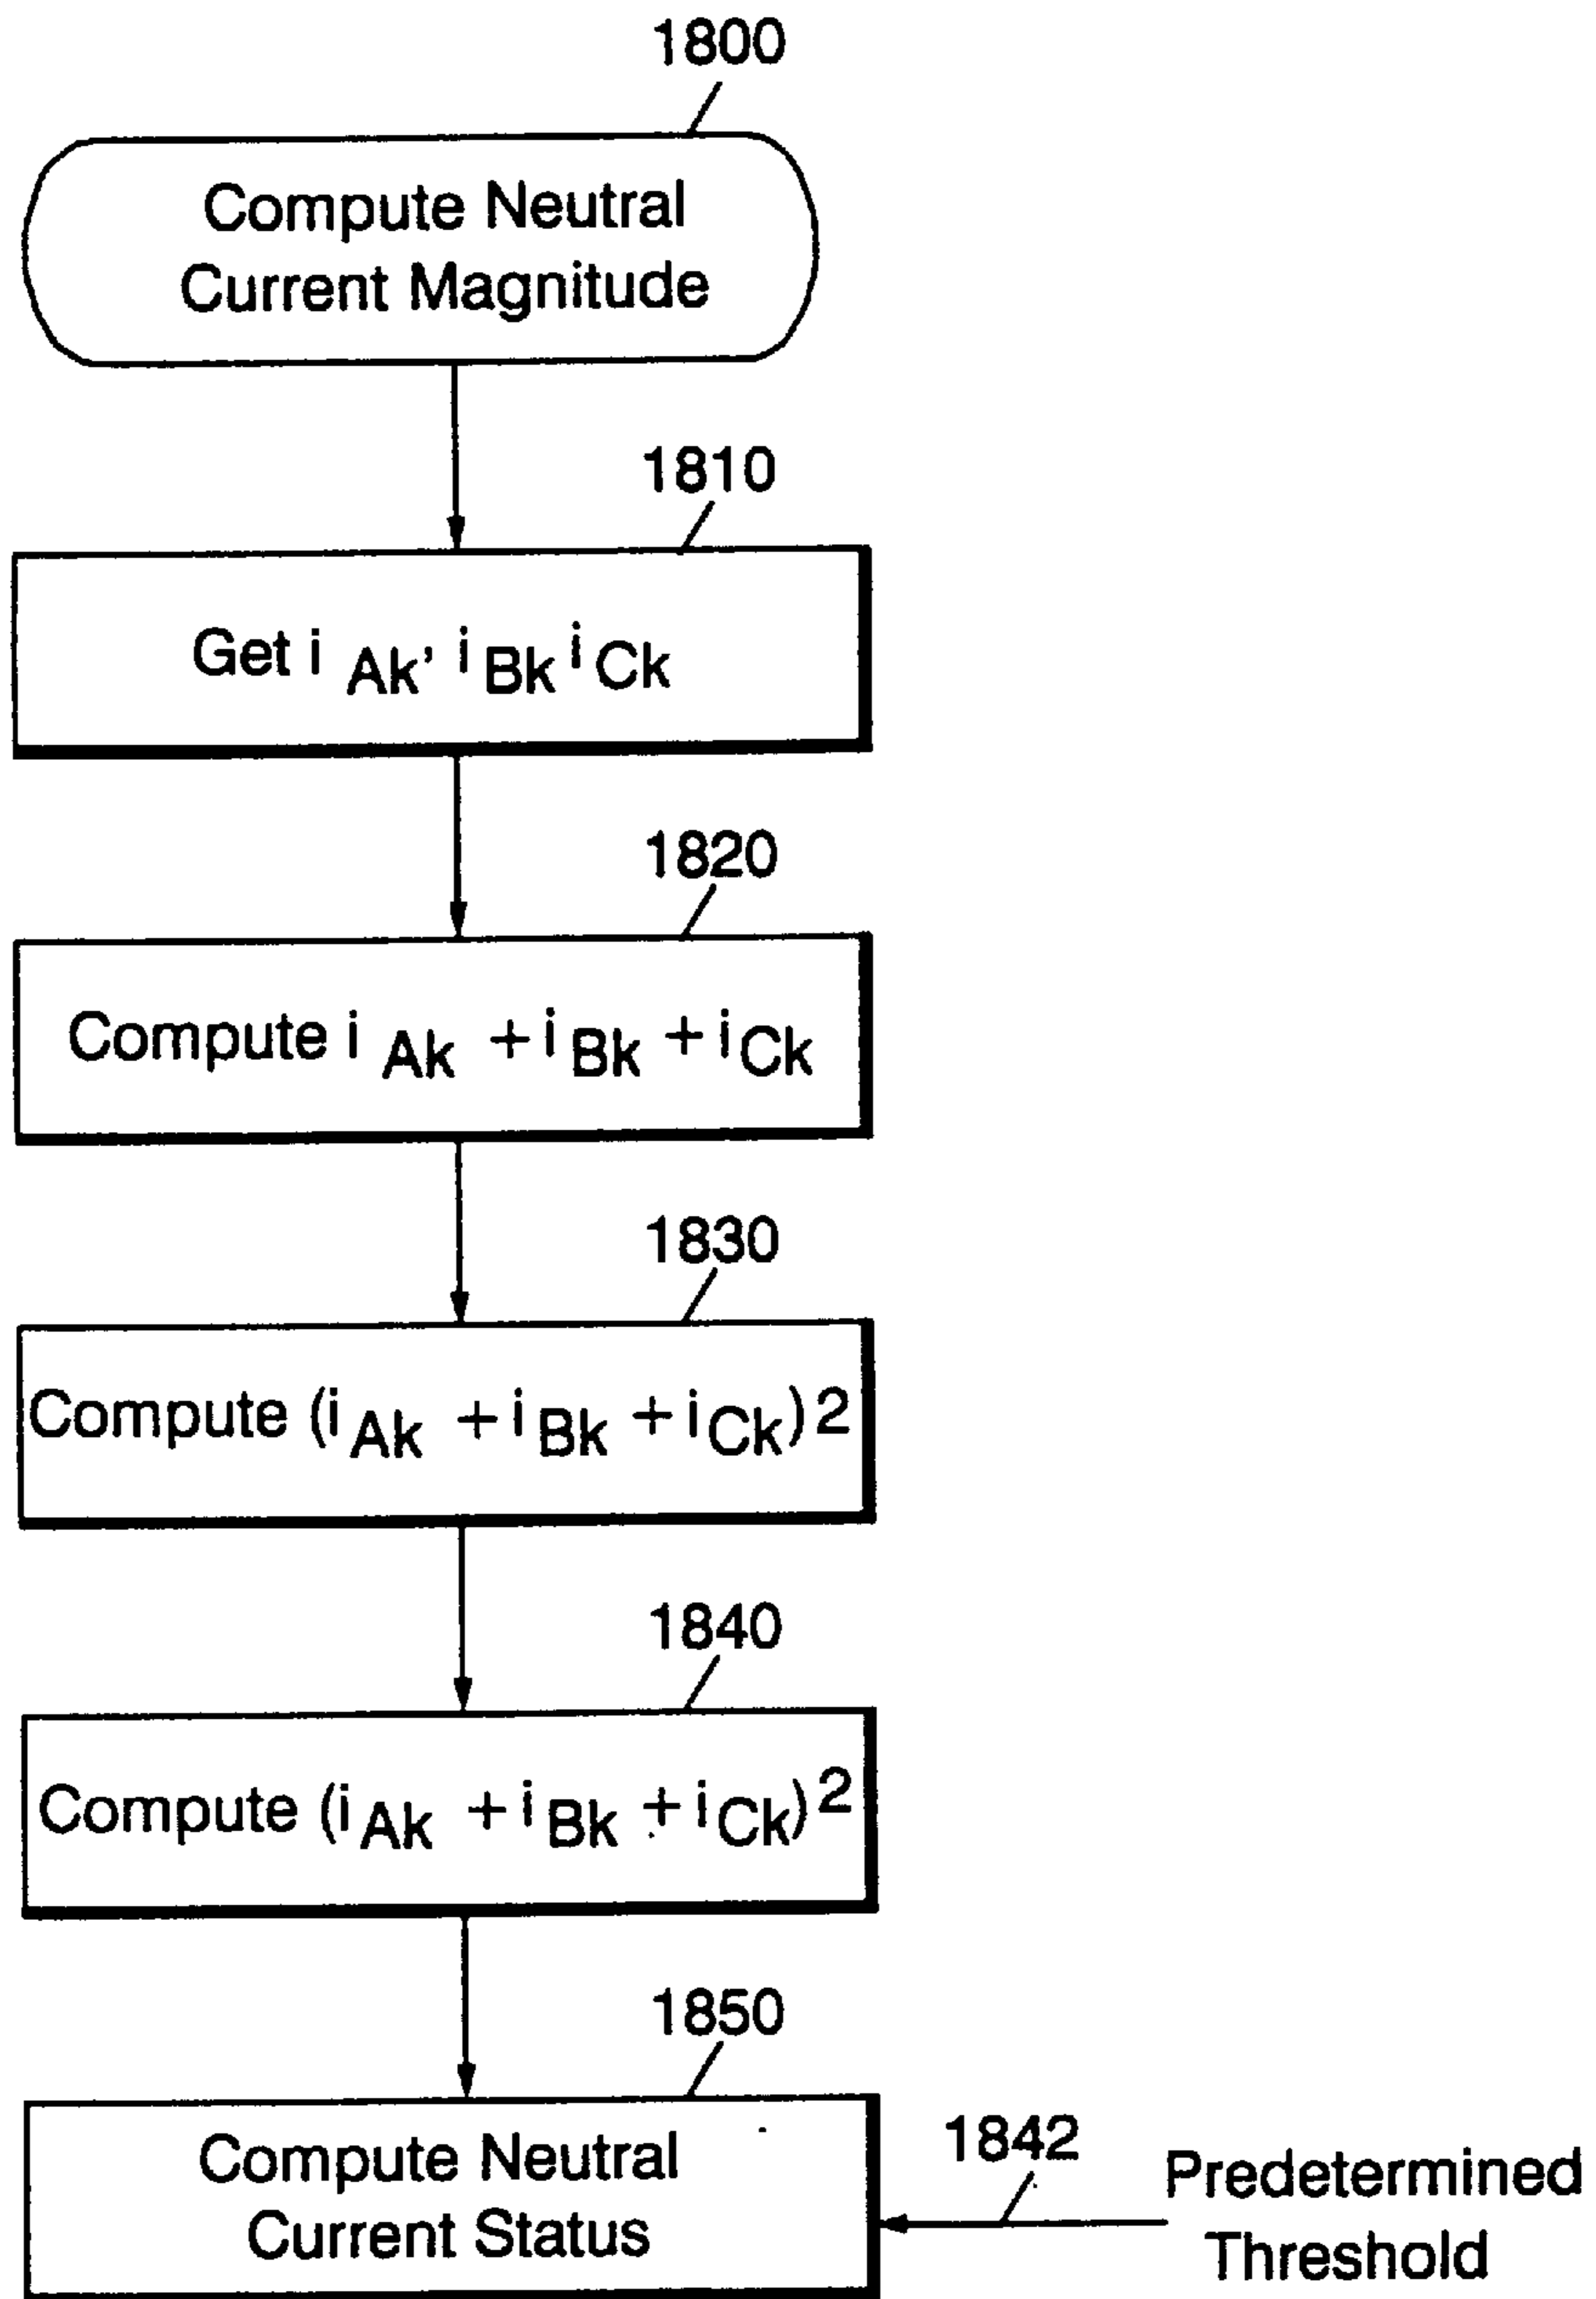 1800
Compute Neutral
Current Magnitude
1810
Get i Ak, i Bk i Ck
1820
Compute i Ak + i Bk + i Ck
1830
Compute (i Ak + i Bk + i Ck) 2
1840
Compute (i Ak + i Bk + i Ck) 2
1850
Compute Neutral
Current Status
1842
Predetermined
Threshold